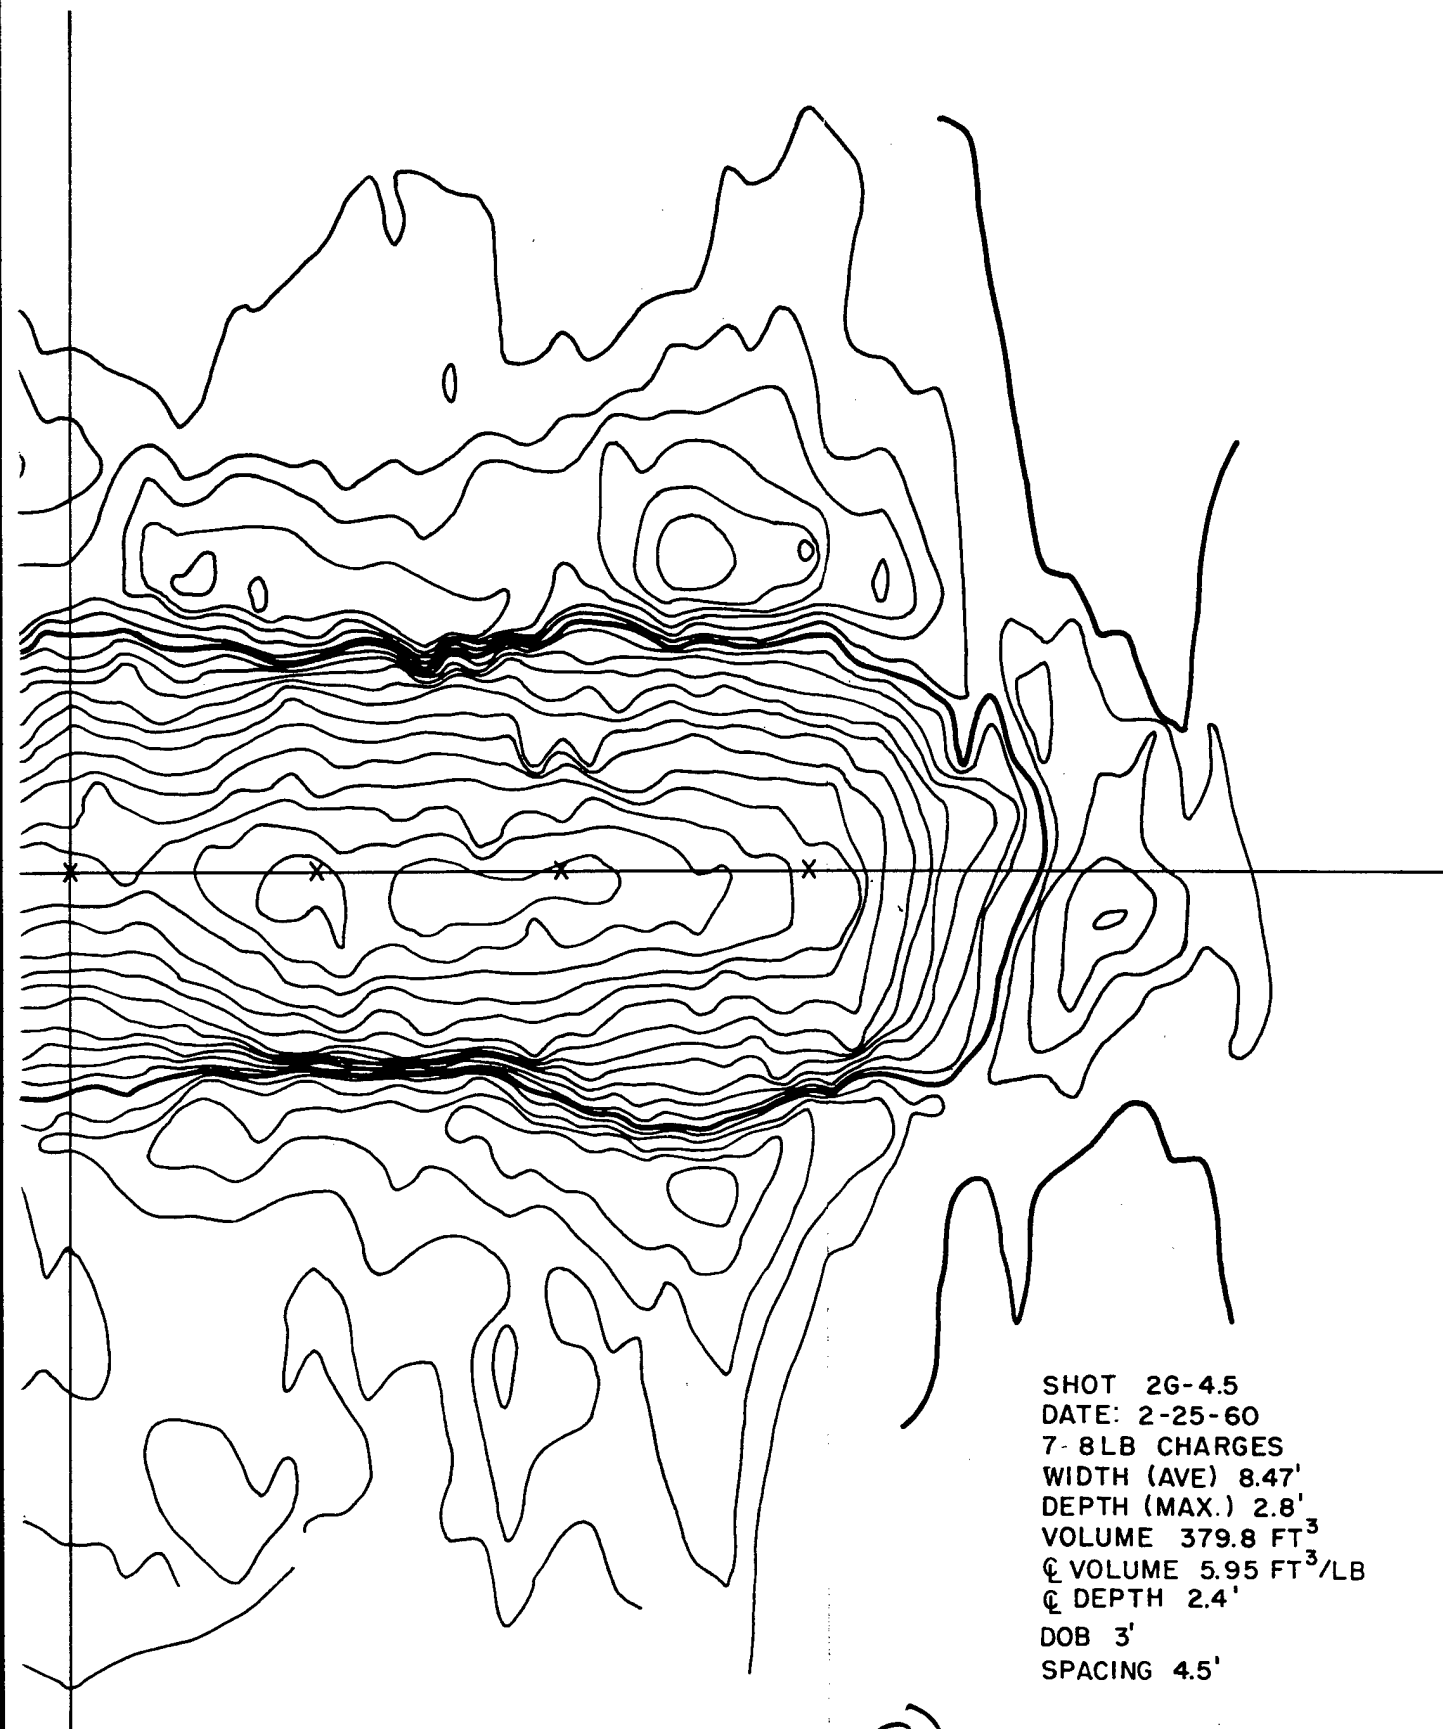 SHOT 2G-4.5
DATE: 2-25-60
7-8LB CHARGES
WIDTH (AVE) 8.47'
DEPTH (MAX.) 2.8'
VOLUME 379.8 FT³
℄ VOLUME 5.95 FT³/LB
℄ DEPTH 2.4'
DOB 3'
SPACING 4.5'